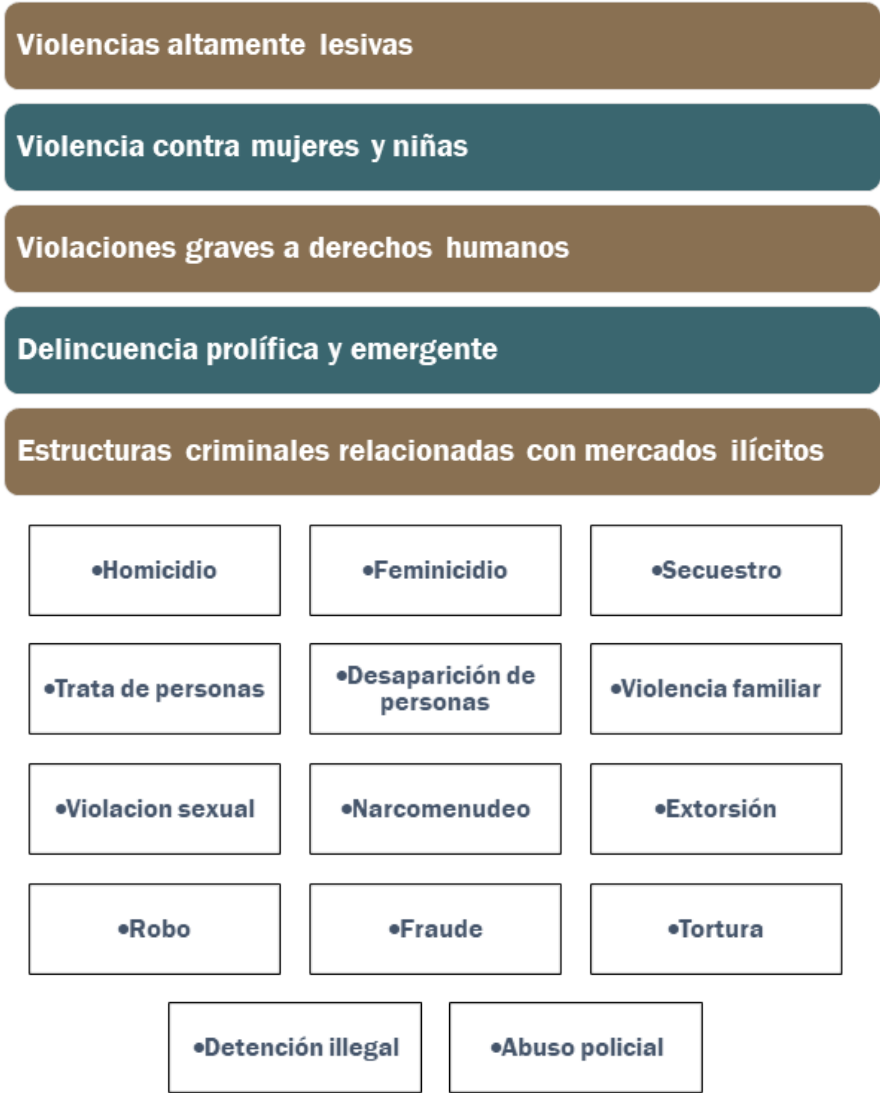 Violencias altamente lesivas
Violencia contra mujeres y niñas
Violaciones graves a derechos humanos
Delincuencia prolífica y emergente
Estructuras criminales relacionadas con mercados ilícitos
•Homicidio
•Feminicidio
•Secuestro
•Trata de personas
•Desaparición de
personas
•Violencia familiar
•Violacion sexual
•Narcomenudeo
•Extorsión
•Robo
•Fraude
•Tortura
•Detención illegal
•Abuso policial